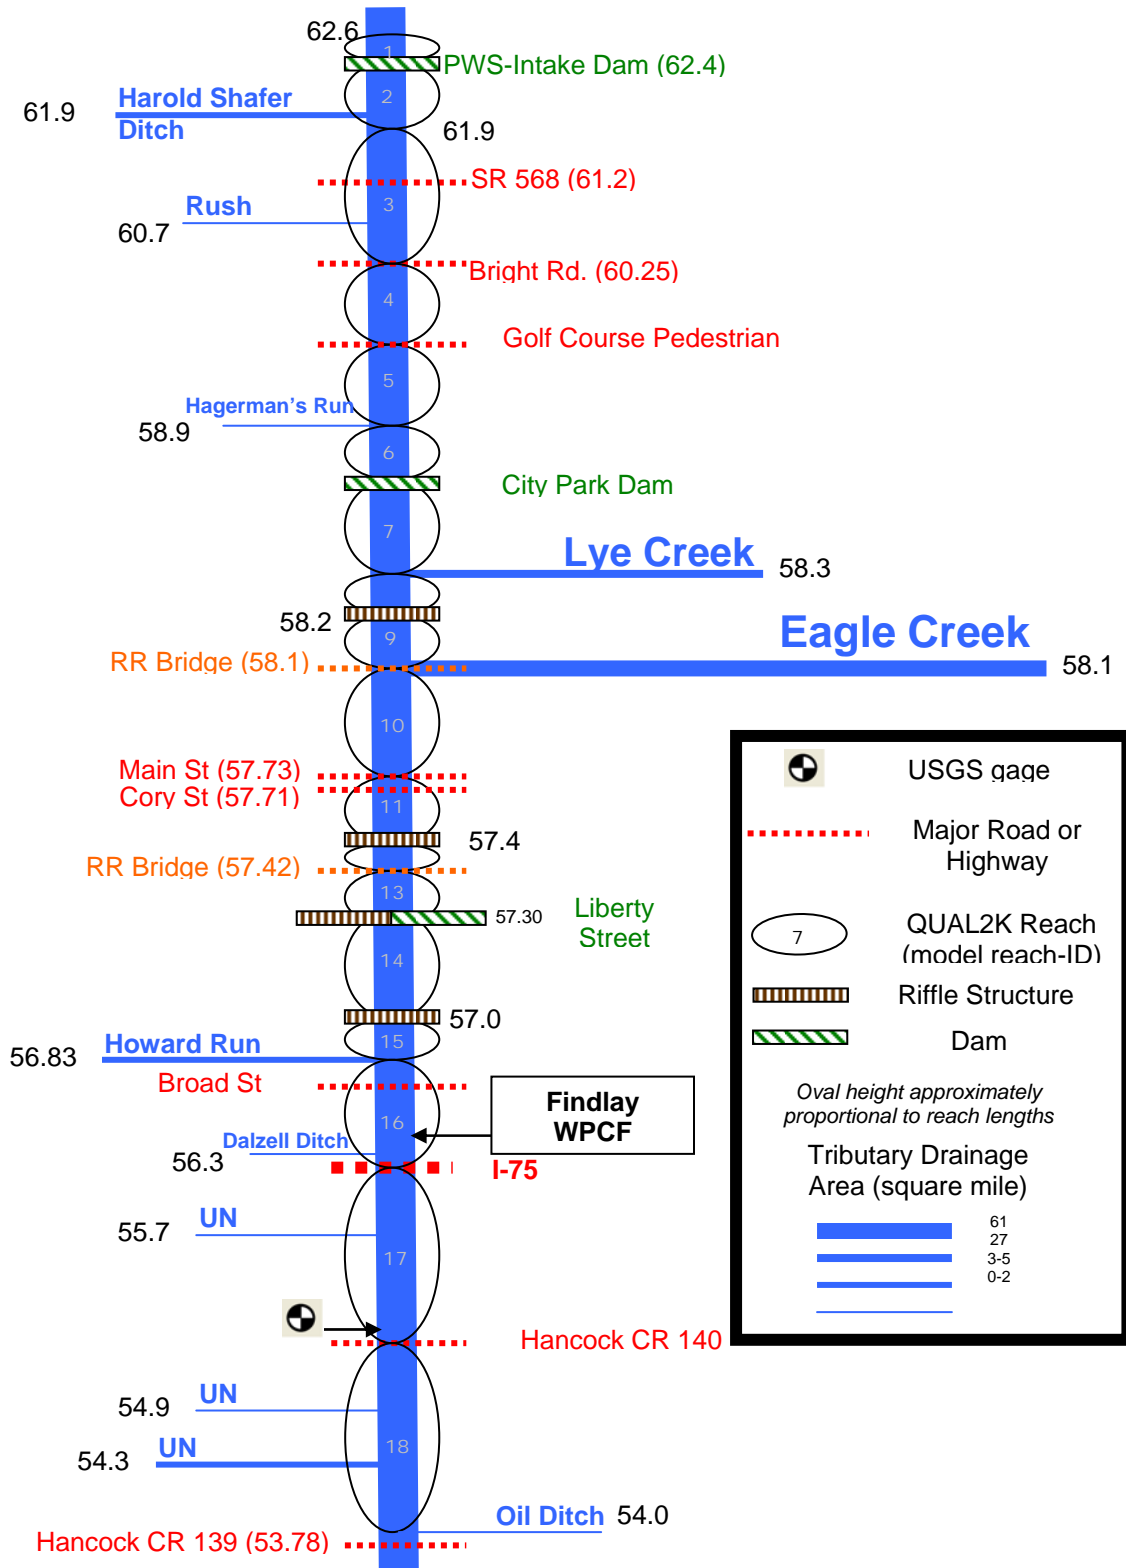 62.6
1
PWS-Intake Dam (62.4)
2
Harold Shafer
Ditch
61.9
61.9
SR 568 (61.2)
3
Rush
60.7
Bright Rd. (60.25)
4
Golf Course Pedestrian
5
Hagerman's Run
58.9
6
City Park Dam
7
Lye Creek
58.3
58.2
9
Eagle Creek
58.1
RR Bridge (58.1)
10
Main St (57.73)
Cory St (57.71)
11
57.4
RR Bridge (57.42)
13
57.30
Liberty
Street
14
57.0
15
Howard Run
56.83
Broad St
16
Findlay
WPCF
Dalzell Ditch
56.3
I-75
UN
55.7
17
Hancock CR 140
UN
54.9
UN
54.3
18
Oil Ditch
54.0
Hancock CR 139 (53.78)
USGS gage
Major Road or
Highway
7
QUAL2K Reach
(model reach-ID)
Riffle Structure
Dam
Oval height approximately
proportional to reach lengths
Tributary Drainage
Area (square mile)
61
27
3-5
0-2